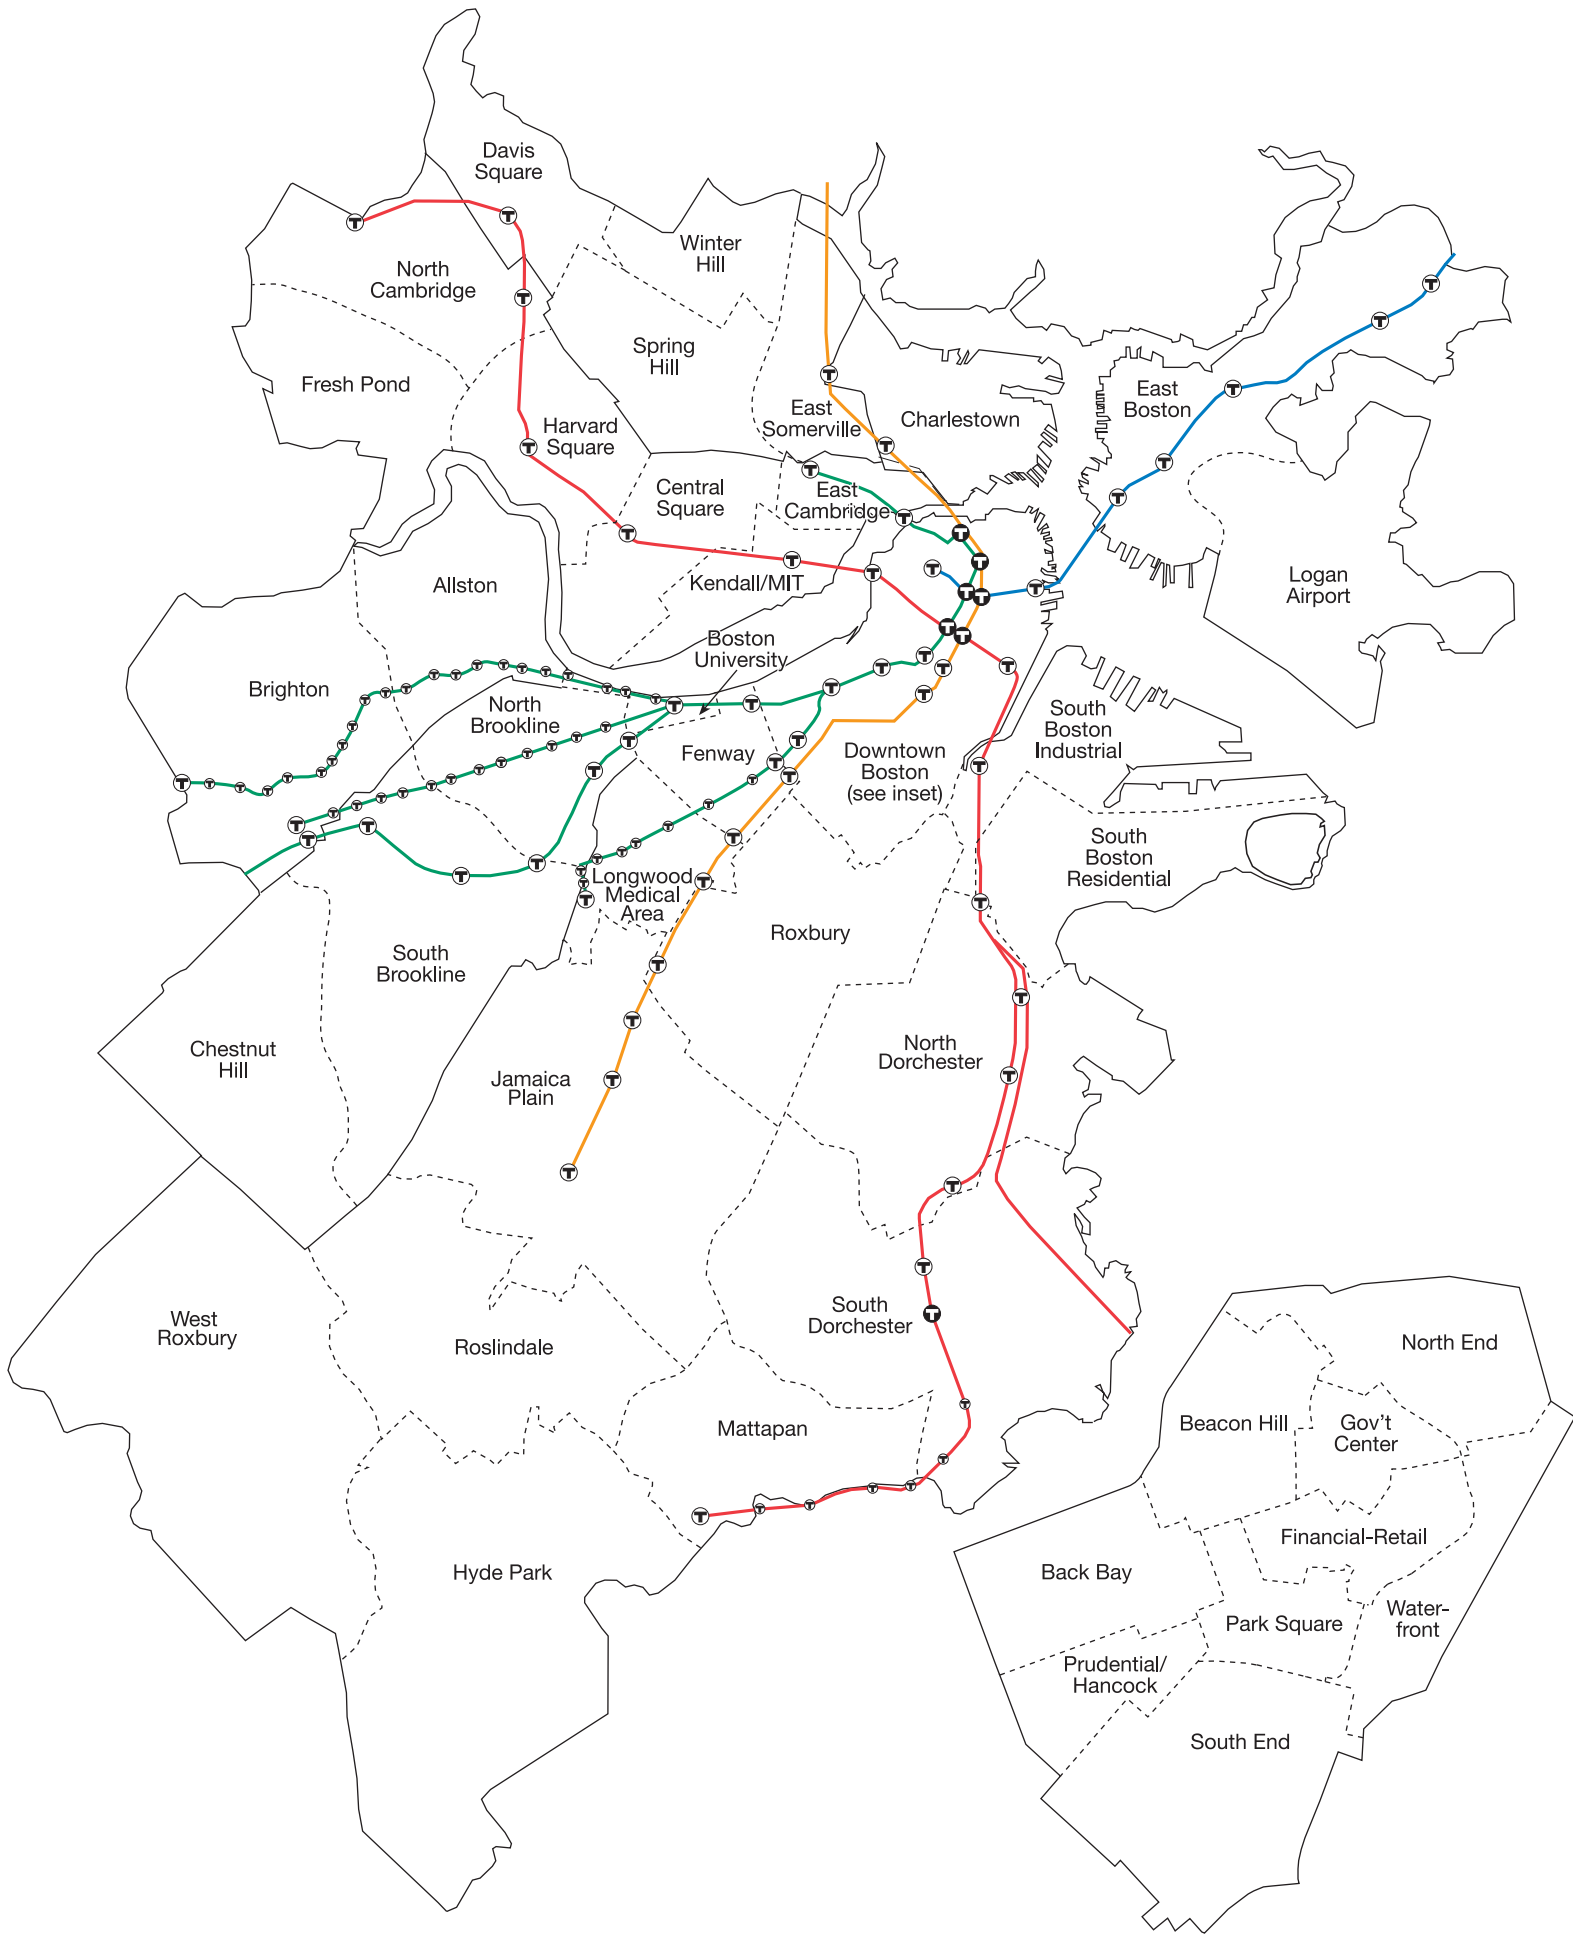 Davis
Square
Winter
Hill
North
Cambridge
Spring
Hill
Fresh Pond
East
Boston
East
Somerville
Charlestown
Harvard
Square
Central
Square
East
Cambridge
Logan
Airport
Allston
Kendall/MIT
Boston
University
Brighton
North
Brookline
Fenway
Downtown
Boston
(see inset)
South
Boston
Industrial
South
Boston
Residential
Longwood
Medical
Area
Roxbury
South
Brookline
Chestnut
Hill
North
Dorchester
Jamaica
Plain
West
Roxbury
Roslindale
South
Dorchester
Mattapan
Hyde Park
North End
Beacon Hill
Gov't
Center
Financial-Retail
Back Bay
Park Square
Water-
front
Prudential/
Hancock
South End